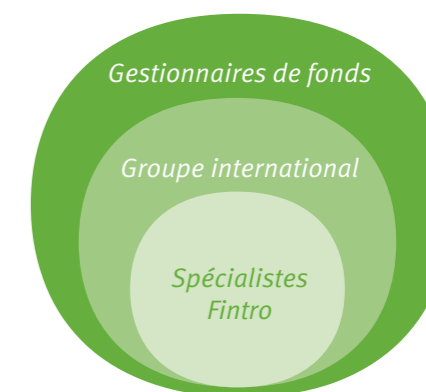 Gestionnaires de fonds
Groupe international
Spécialistes
Fintro